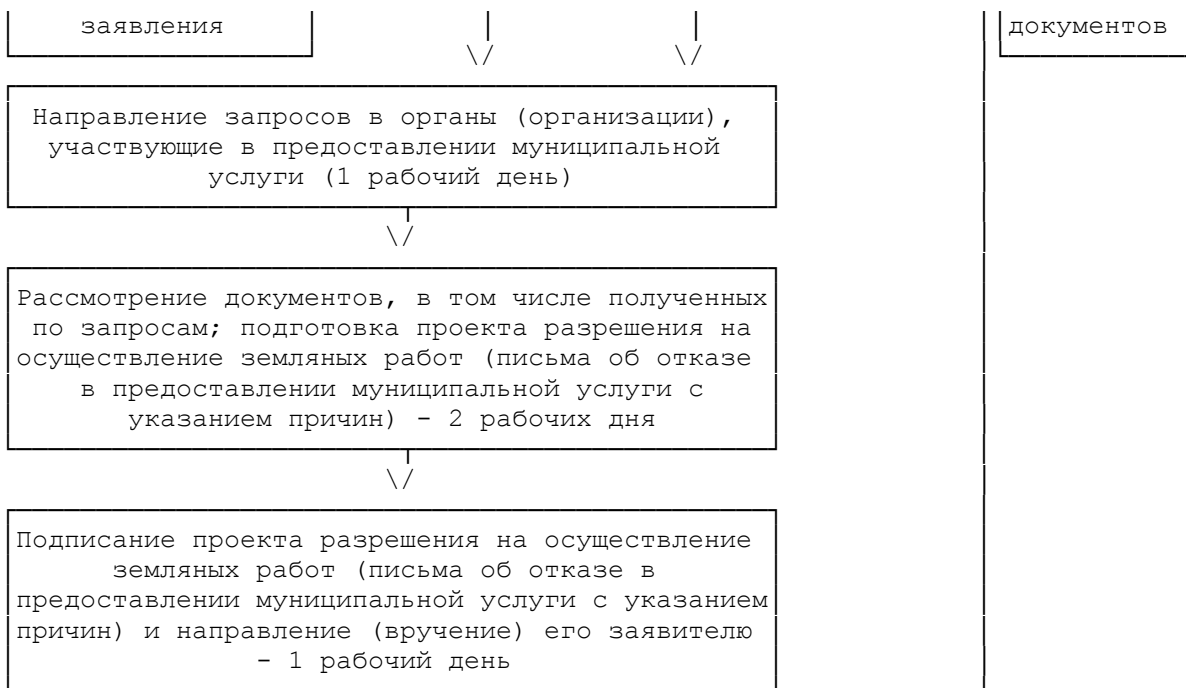 заявления
документов
\/ \/
Направление запросов в органы (организации),
участвующие в предоставлении муниципальной
услуги (1 рабочий день)
\/
Рассмотрение документов, в том числе полученных
по запросам; подготовка проекта разрешения на
осуществление земляных работ (письма об отказе
в предоставлении муниципальной услуги с
указанием причин) - 2 рабочих дня
\/
Подписание проекта разрешения на осуществление
земляных работ (письма об отказе в
предоставлении муниципальной услуги с указанием
причин) и направление (вручение) его заявителю
- 1 рабочий день